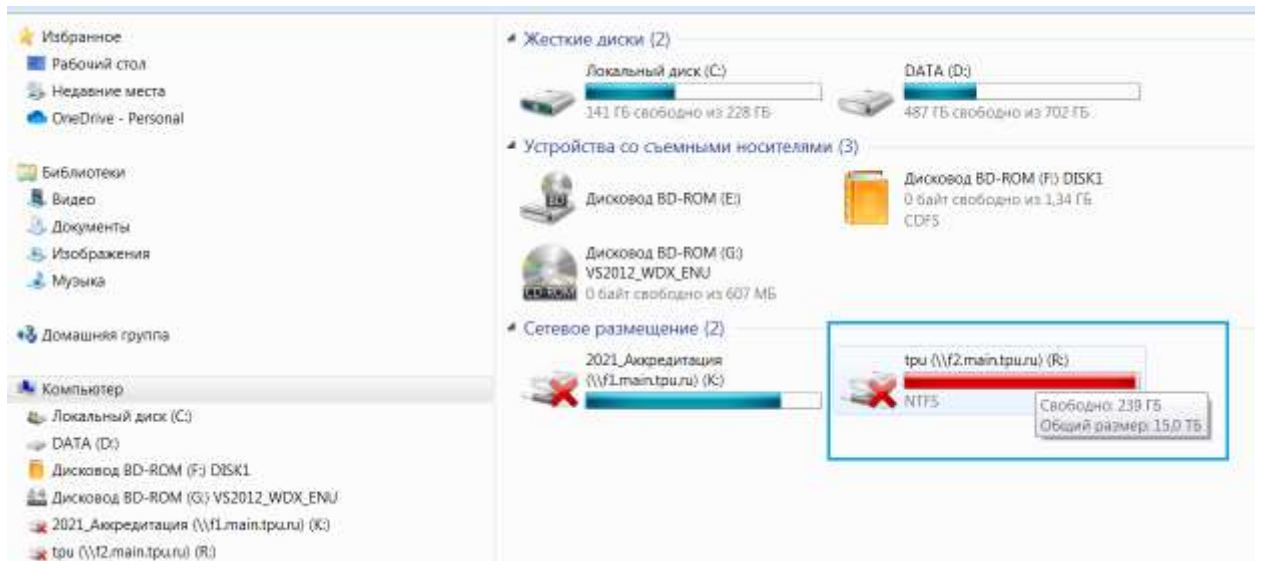 Избранное
Рабочий стол
Недавние места
OneDrive - Personal
Библиотеки
Видео
Документы
Изображения
Музыка
Домашняя группа
Компьютер
Локальный диск (C:)
DATA (D:)
Дисковод BD-ROM (F:) DISK1
Дисковод BD-ROM (G:) VS2012_WDX_ENU
2021_Аккредитация (\\f1.main.tpu.ru) (K:)
tpu (\\f2.main.tpu.ru) (R:)
Жесткие диски (2)
Локальный диск (C:)
141 ГБ свободно из 228 ГБ
DATA (D:)
487 ГБ свободно из 702 ГБ
Устройства со съемными носителями (3)
BD
Дисковод BD-ROM (E:)
Дисковод BD-ROM (F:) DISK1
0 байт свободно из 1,34 ГБ
CDFS
CD-ROM
Дисковод BD-ROM (G:)
VS2012_WDX_ENU
0 байт свободно из 607 МБ
Сетевое размещение (2)
2021_Аккредитация
(\\f1.main.tpu.ru) (K:)
tpu (\\f2.main.tpu.ru) (R:)
NTFS
Свободно: 239 ГБ
Общий размер: 15,0 ТБ